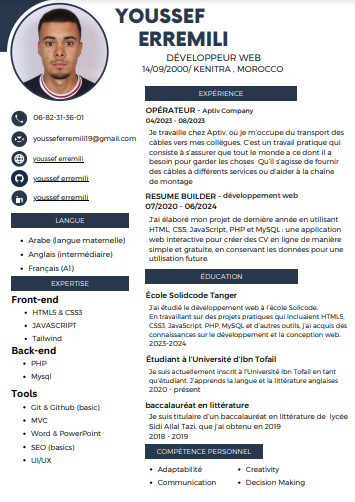 YOUSSEF
ERREMILI
DÉVELOPPEUR WEB
14/09/2000/ KENITRA , MOROCCO
06-82-31-36-01
yousseferremili19@gmail.com
youssef erremili
youssef erremili
youssef erremili
LANGUE
Arabe (langue maternelle)
Anglais (intermédiaire)
Français (A1)
EXPERTISE
Front-end
HTML5 & CSS3
JAVASCRIPT
Tailwind
Back-end
PHP
Mysql
Tools
Git & Github (basic)
MVC
Word & PowerPoint
SEO (basics)
UI/UX
EXPÉRIENCE
OPÉRATEUR - Aptiv Company
04/2023 - 08/2023
Je travaille chez Aptiv, où je m'occupe du transport des
câbles vers mes collègues. C'est un travail pratique qui
consiste à s'assurer que tout le monde a ce dont il a
besoin pour garder les choses Qu'il s'agisse de fournir
des câbles à différents services ou d'aider à la chaîne
de montage
RESUME BUILDER - développement web
07/2020 - 06/2024
J'ai élaboré mon projet de dernière année en utilisant
HTML, CSS, JavaScript, PHP et MySQL : une application
web interactive pour créer des CV en ligne de manière
simple et gratuite, en conservant les données pour une
utilisation future.
ÉDUCATION
École Solidcode Tanger
J'ai étudié le développement web à l'école Solicode.
En travaillant sur des projets pratiques qui incluaient HTML5,
CSS3, JavaScript, PHP, MySQL et d'autres outils, j'ai acquis des
connaissances sur le développement et la conception web.
2023-2024
Étudiant à l'Université d'Ibn Tofail
Je suis actuellement inscrit à l'Université Ibn Tofail en tant
qu'étudiant. J'apprends la langue et la littérature anglaises
2020 - présent
baccalauréat en littérature
Je suis titulaire d'un baccalauréat en littérature de lycée
Sidi Allal Tazi, que j'ai obtenu en 2019
2018 - 2019
COMPÉTENCE PERSONNEL
Adaptabilité
Creativity
Communication
Decision Making